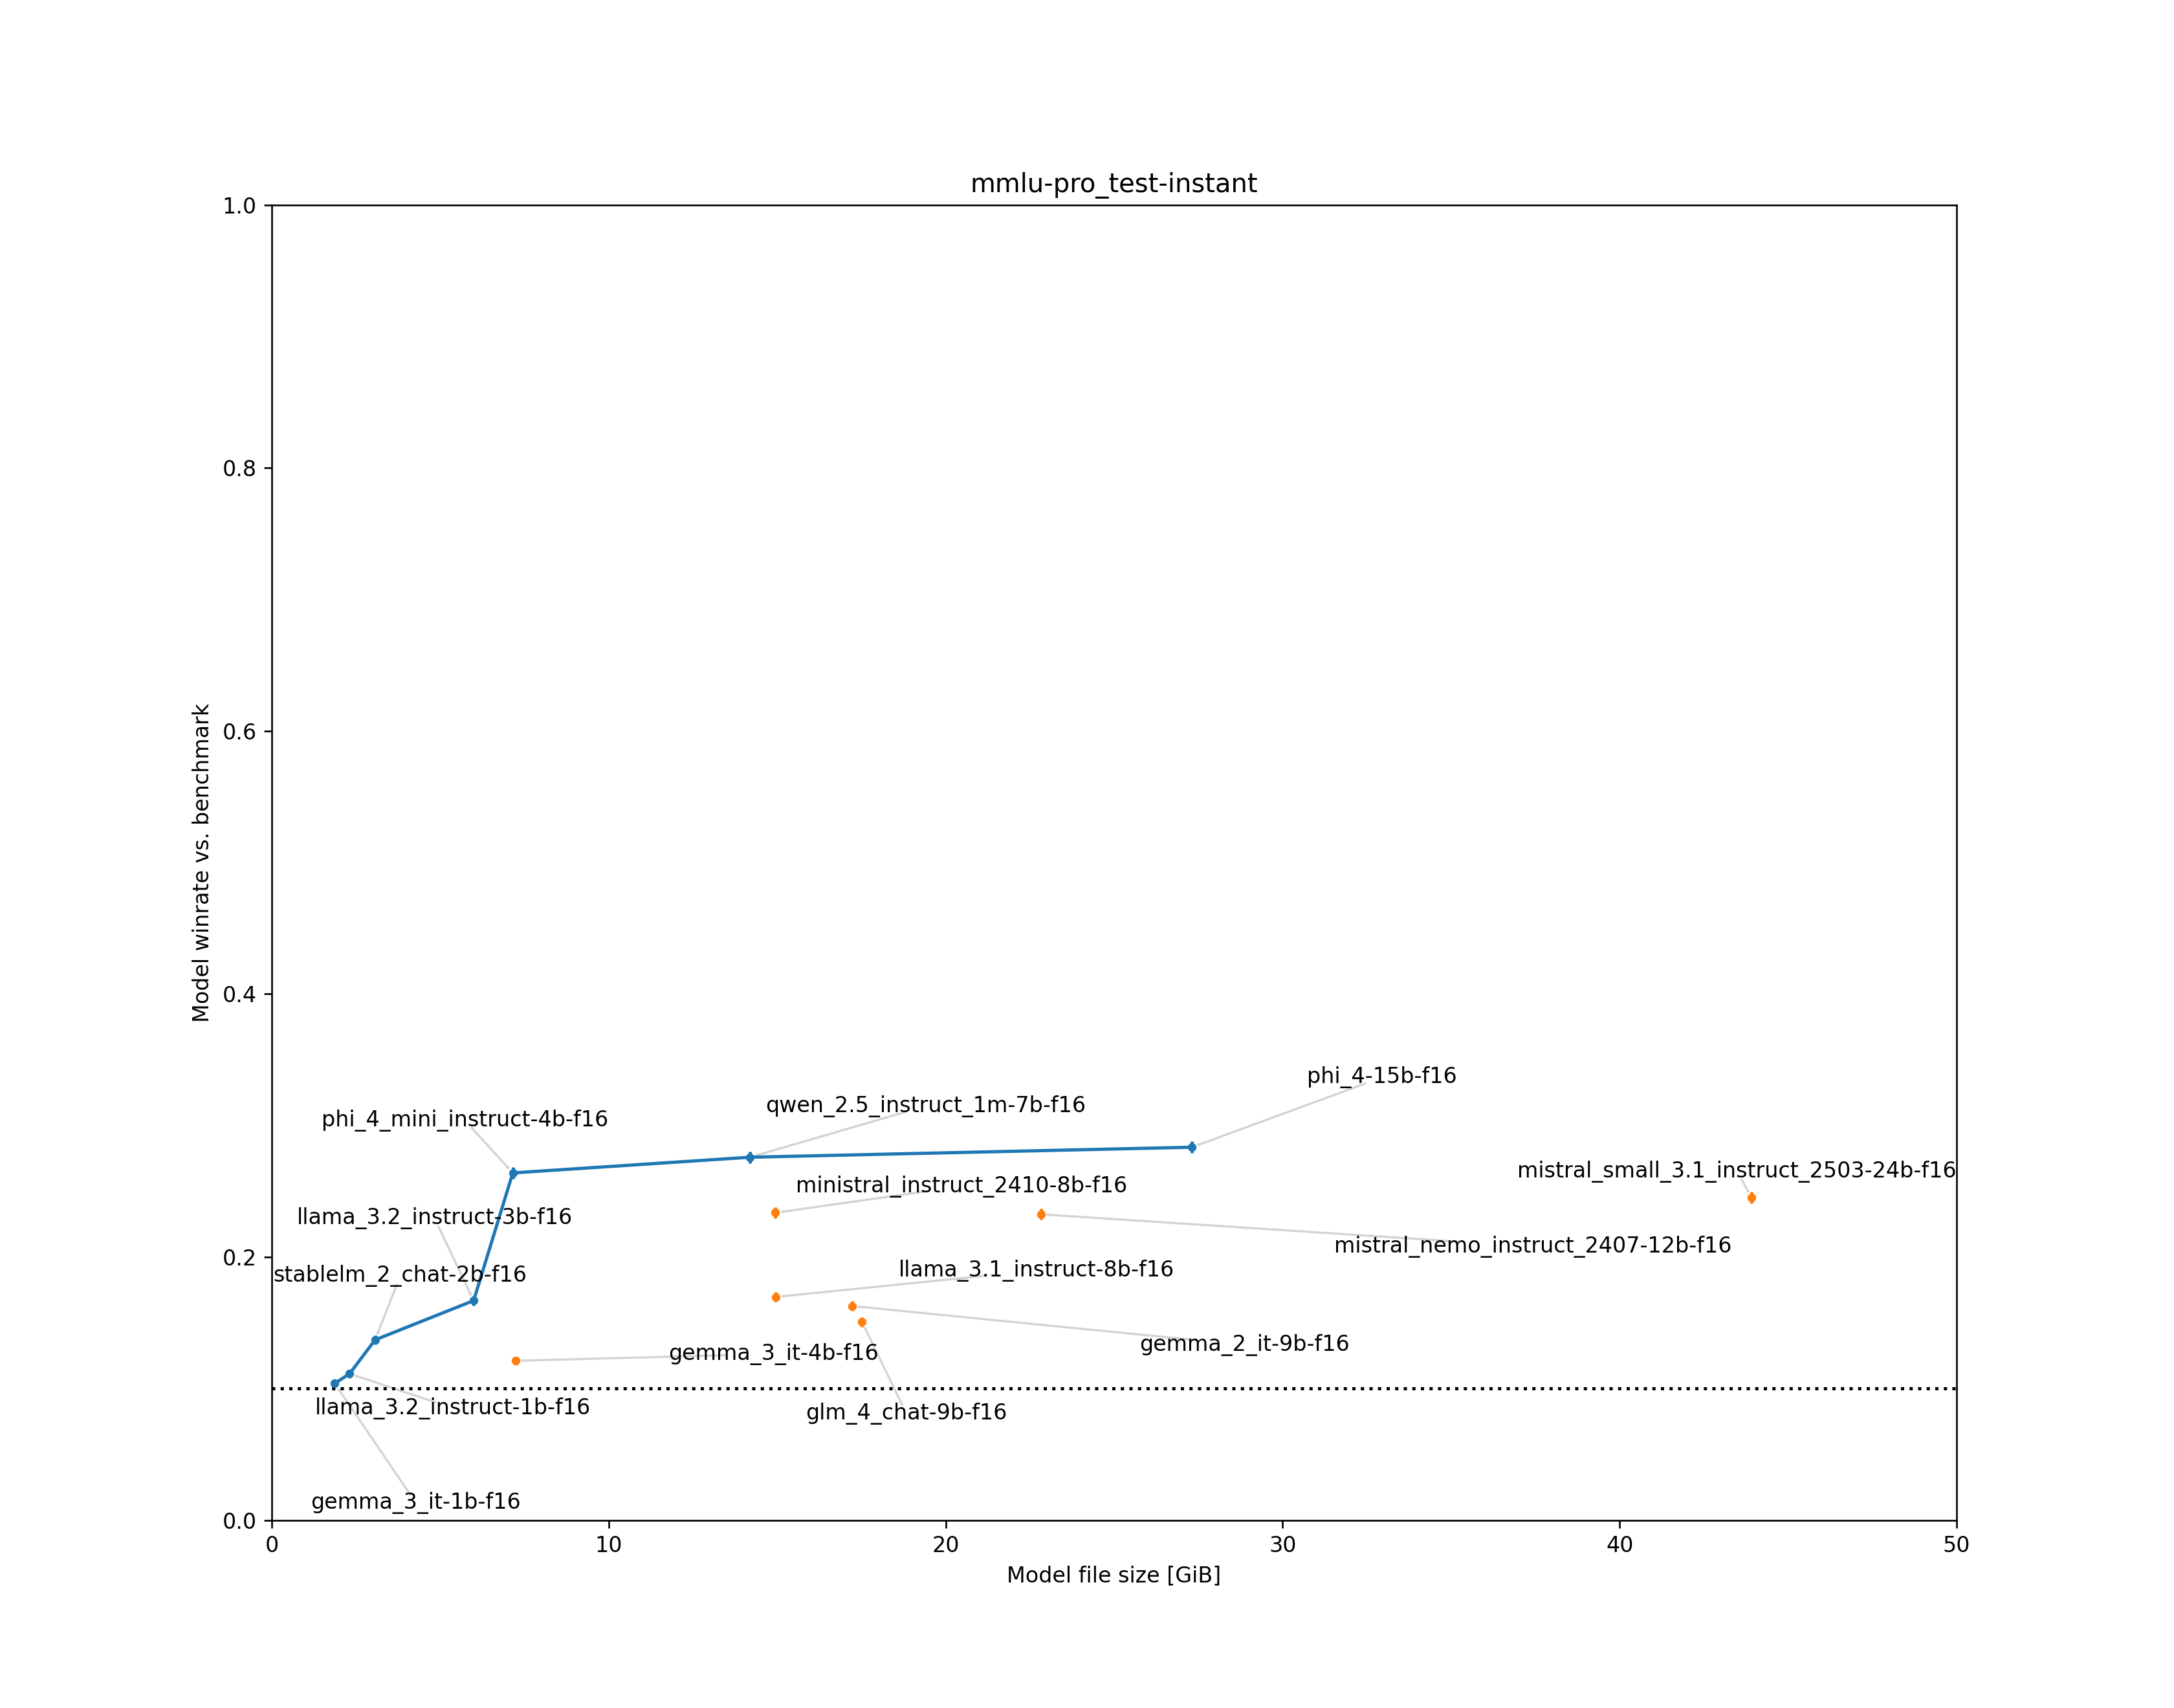 mmlu-pro_test-instant
1.0
0.8
0.6
0.4
0.2
0.0
Model winrate vs. benchmark
phi_4-15b-f16
qwen_2.5_instruct_1m-7b-f16
phi_4_mini_instruct-4b-f16
mistral_small_3.1_instruct_2503-24b-f16
ministral_instruct_2410-8b-f16
llama_3.2_instruct-3b-f16
mistral_nemo_instruct_2407-12b-f16
stablelm_2_chat-2b-f16
llama_3.1_instruct-8b-f16
gemma_2_it-9b-f16
gemma_3_it-4b-f16
llama_3.2_instruct-1b-f16
glm_4_chat-9b-f16
gemma_3_it-1b-f16
0
10
20
30
40
50
Model file size [GiB]